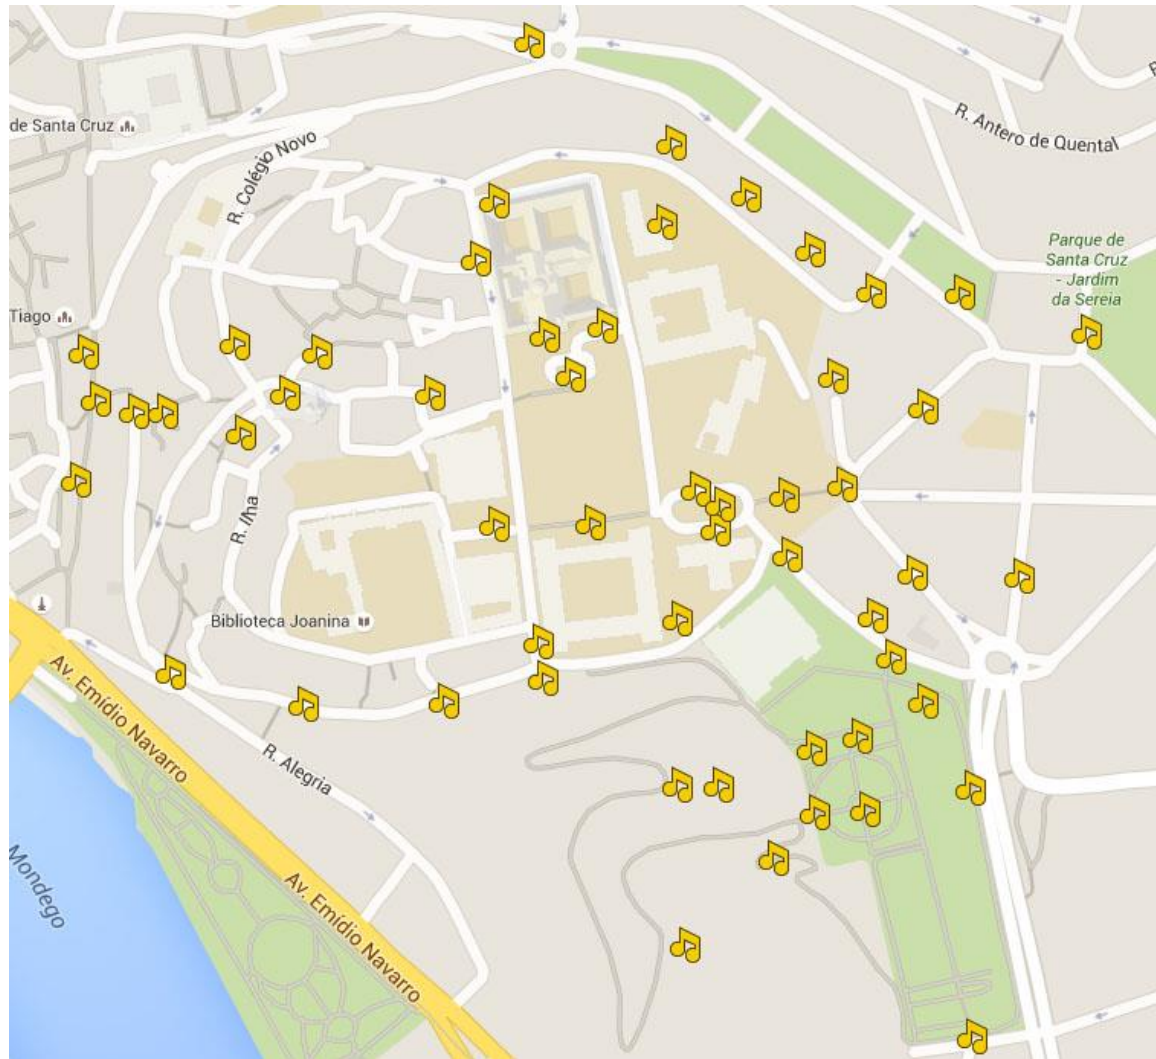 R. Antero de Quental
de Santa Cruz
R. Colégio Novo
Parque de
Santa Cruz
- Jardim
da Sereia
Tiago
R. Ilha
Biblioteca Joanina
Av. Emídio Navarro
R. Alegria
Mondego
Av. Emídio Navarro